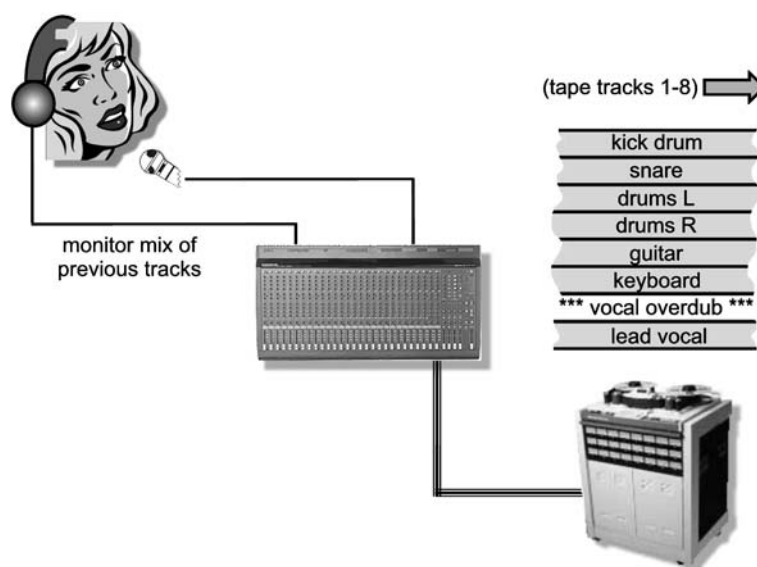 (tape tracks 1-8)
kick drum
snare
drums L
drums R
guitar
keyboard
*** vocal overdub ***
lead vocal
monitor mix of
previous tracks